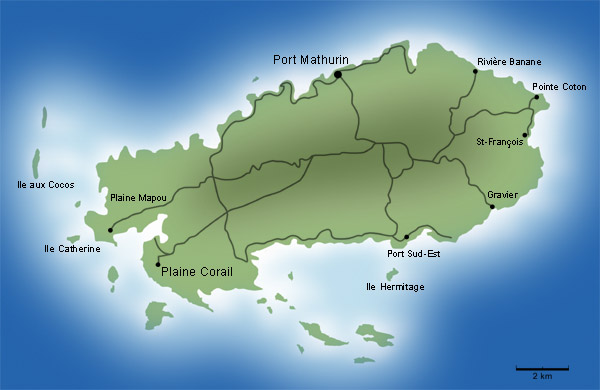 Port Mathurin
Rivière Banane
Pointe Coton
St-François
Ile aux Cocos
Plaine Mapou
Gravier
Ile Catherine
Port Sud-Est
Plaine Corail
Ile Hermitage
2 km